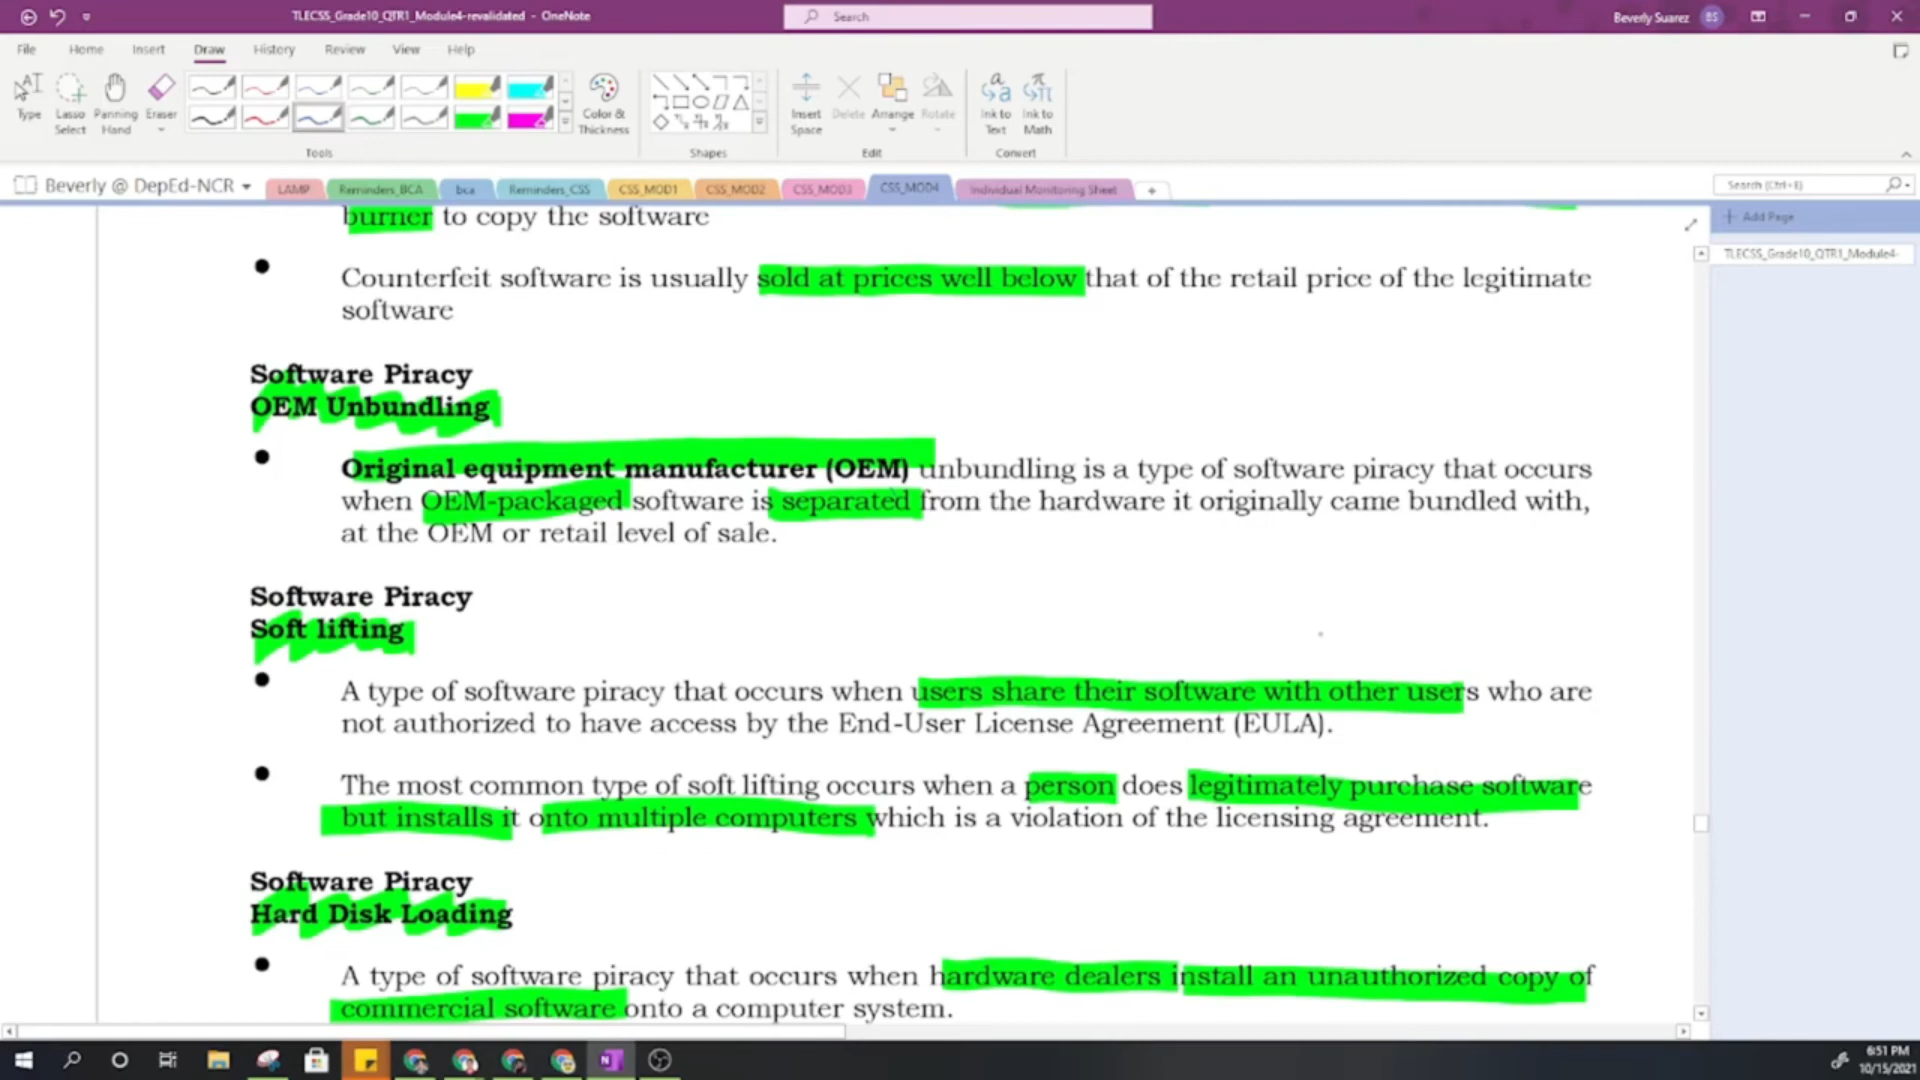 TLECSS_Grade10_QTR1_Module4-revalidated - OneNote
Search
Beverly Suarez
BS
File Home Insert Draw History Review View Help
Type
Lasso Select
Panning Hand
Eraser
Color & Thickness
Insert Space
Delete
Arrange
Rotate
Ink to Text
Ink to Math
Tools
Shapes
Edit
Convert
Beverly @ DepEd-NCR
LAMP
Reminders_BCA
bca
Reminders_CSS
CSS_MOD1
CSS_MOD2
CSS_MOD3
CSS_MOD4
Individual Monitoring Sheet
+
Search (Ctrl+E)
+ Add Page
TLECSS_Grade10_QTR1_Module4-
burner to copy the software
● Counterfeit software is usually sold at prices well below that of the retail price of the legitimate
software
Software Piracy
OEM Unbundling
● Original equipment manufacturer (OEM) unbundling is a type of software piracy that occurs
when OEM-packaged software is separated from the hardware it originally came bundled with,
at the OEM or retail level of sale.
Software Piracy
Soft lifting
● A type of software piracy that occurs when users share their software with other users who are
not authorized to have access by the End-User License Agreement (EULA).
● The most common type of soft lifting occurs when a person does legitimately purchase software
but installs it onto multiple computers which is a violation of the licensing agreement.
Software Piracy
Hard Disk Loading
● A type of software piracy that occurs when hardware dealers install an unauthorized copy of
commercial software onto a computer system.
6:51 PM
10/15/2021